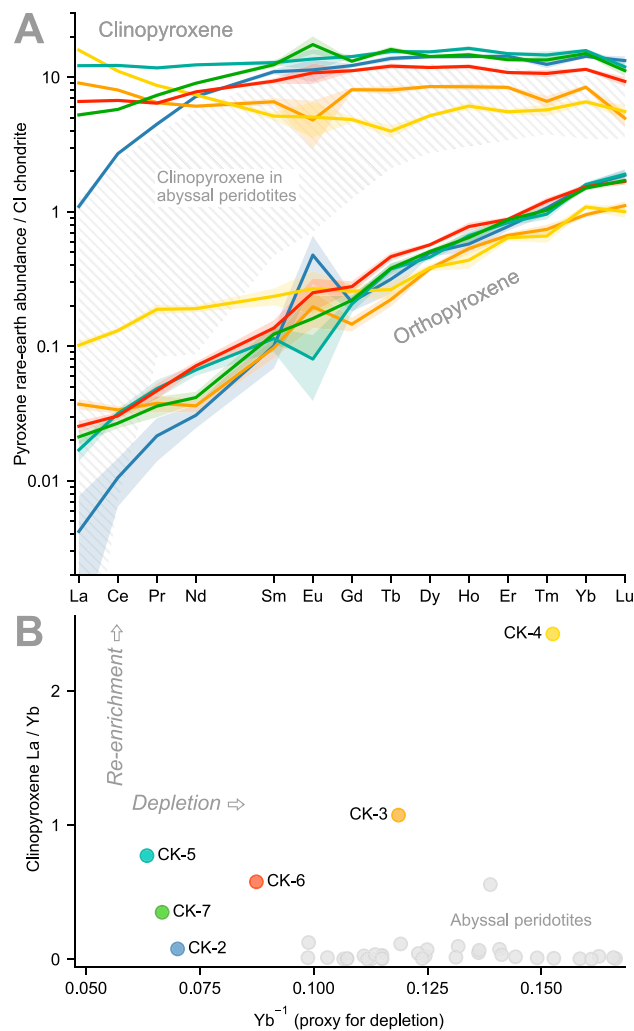 A
Clinopyroxene
10
1
0.1
0.01
Pyroxene rare-earth abundance / CI chondrite
Clinopyroxene in
abyssal peridotites
Orthopyroxene
La Ce Pr Nd Sm Eu Gd Tb Dy Ho Er Tm Yb Lu
B
CK-4
Re-enrichment ⇨
2
Clinopyroxene La / Yb
Depletion ⇨
CK-3
1
CK-5
CK-6
CK-7
Abyssal peridotites
CK-2
0
0.050 0.075 0.100 0.125 0.150
Yb⁻¹ (proxy for depletion)